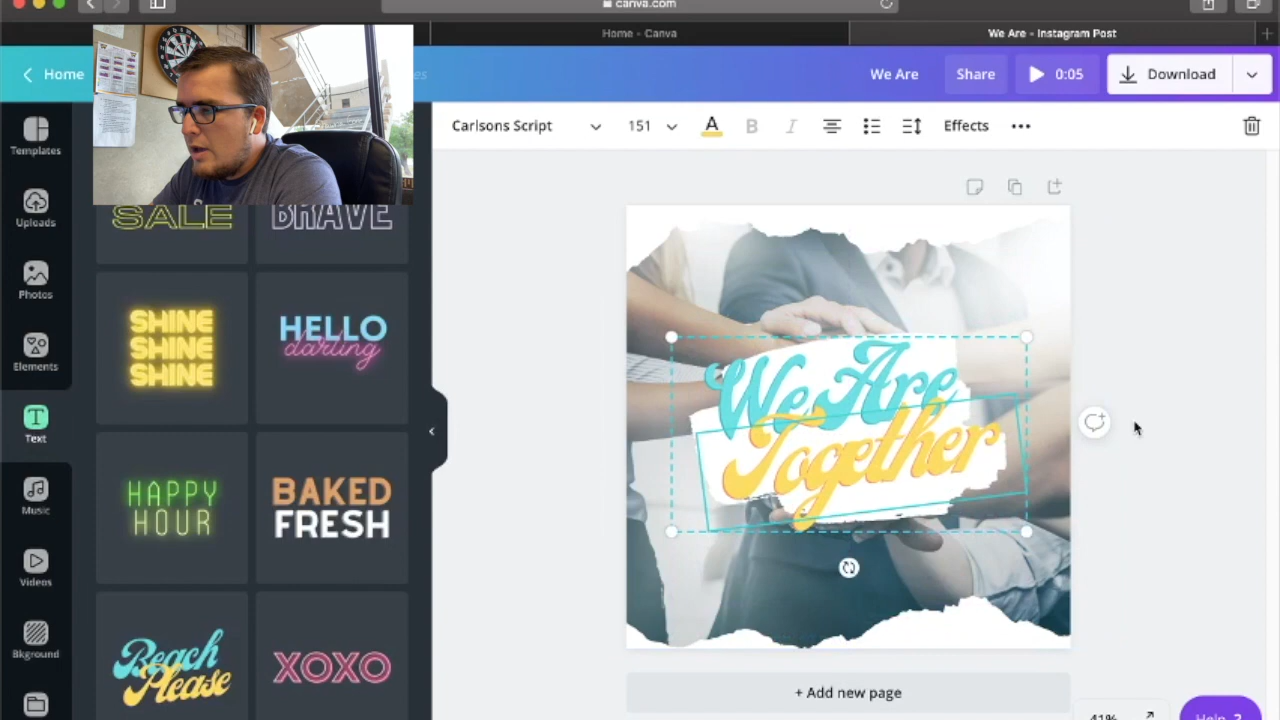 canva.com
Home - Canva
We Are - Instagram Post
Home
We Are
Share
0:05
Download
Carlsons Script
151
A
B
I
Effects
Templates
Uploads
Photos
Elements
T
Text
Music
Videos
Bkground
SALE
BRAVE
SHINE
SHINE
SHINE
HELLO
darling
HAPPY
HOUR
BAKED
FRESH
Beach
Please
XOXO
We Are
Together
+ Add new page
41%
Help ?